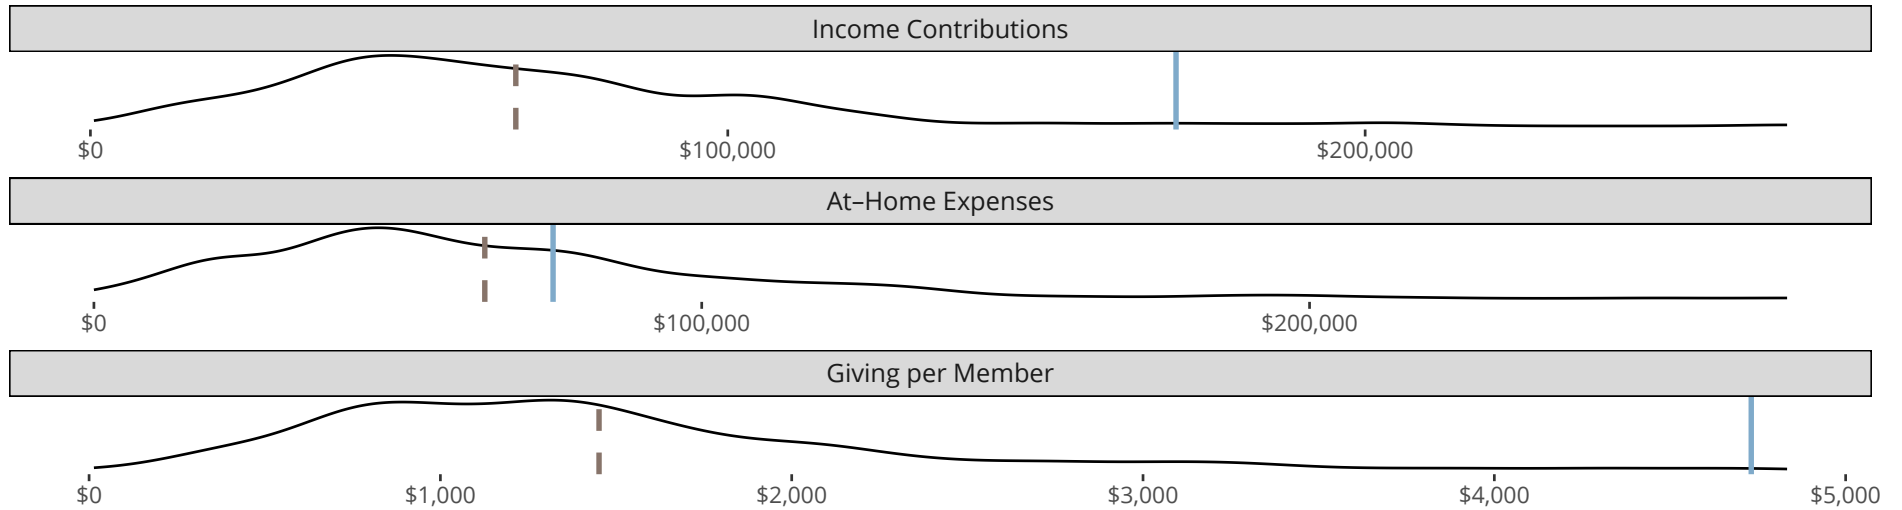 Income Contributions
$0 $100,000 $200,000
At–Home Expenses
$0 $100,000 $200,000
Giving per Member
$0 $1,000 $2,000 $3,000 $4,000 $5,000